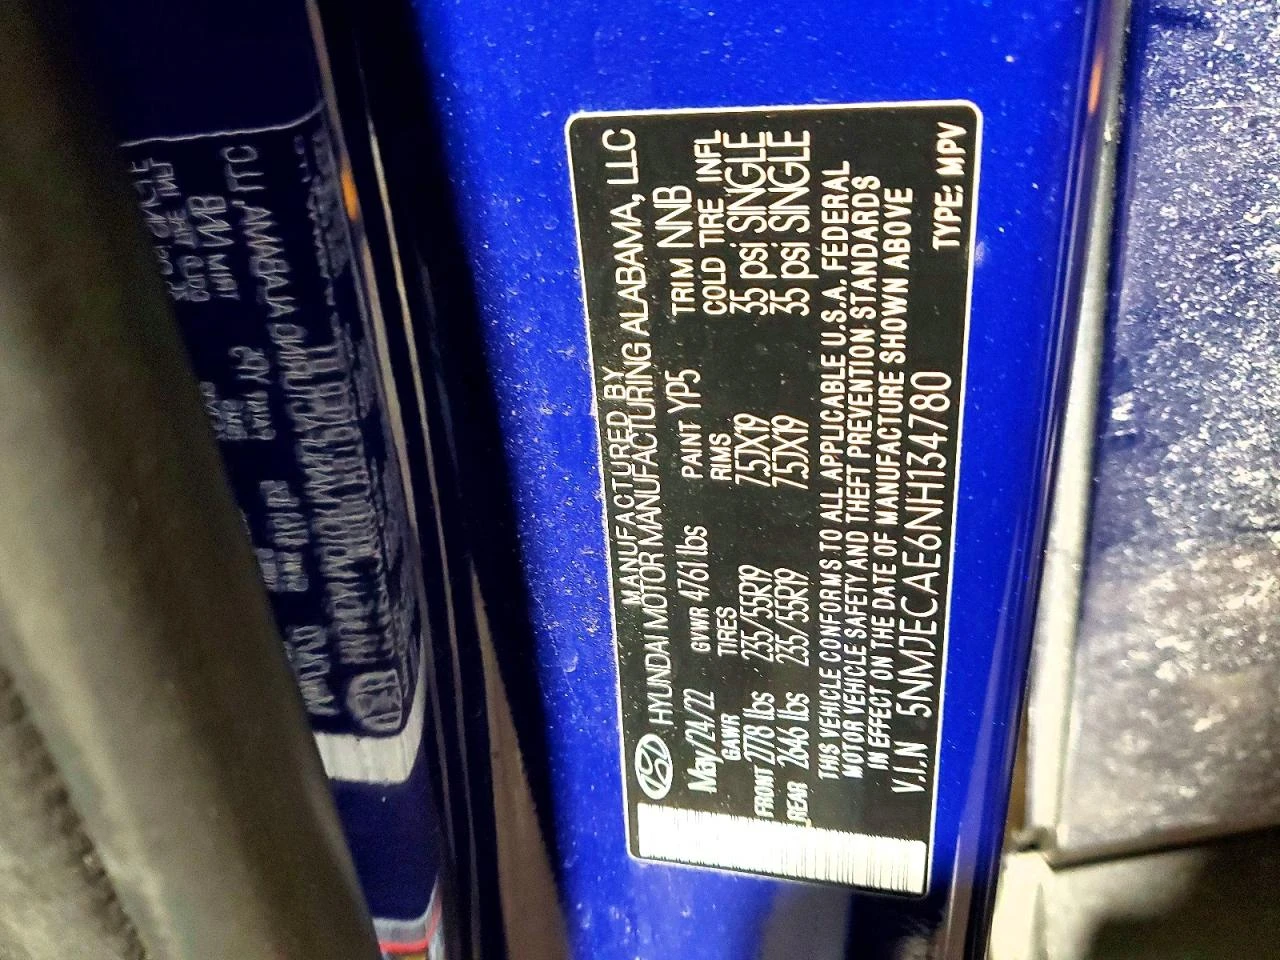 MANUFACTURED BY
HYUNDAI MOTOR MANUFACTURING ALABAMA, LLC
May/24/22 GVWR 4761 lbs PAINT YP5 TRIM NNB
GAWR TIRES RIMS COLD TIRE INFL
FRONT 2778 lbs 235/55R19 7.5JX19 35 psi SINGLE
REAR 2646 lbs 235/55R19 7.5JX19 35 psi SINGLE
THIS VEHICLE CONFORMS TO ALL APPLICABLE U.S.A. FEDERAL
MOTOR VEHICLE SAFETY AND THEFT PREVENTION STANDARDS
IN EFFECT ON THE DATE OF MANUFACTURE SHOWN ABOVE
V.I.N 5NMJECAE6NH134780 TYPE: MPV